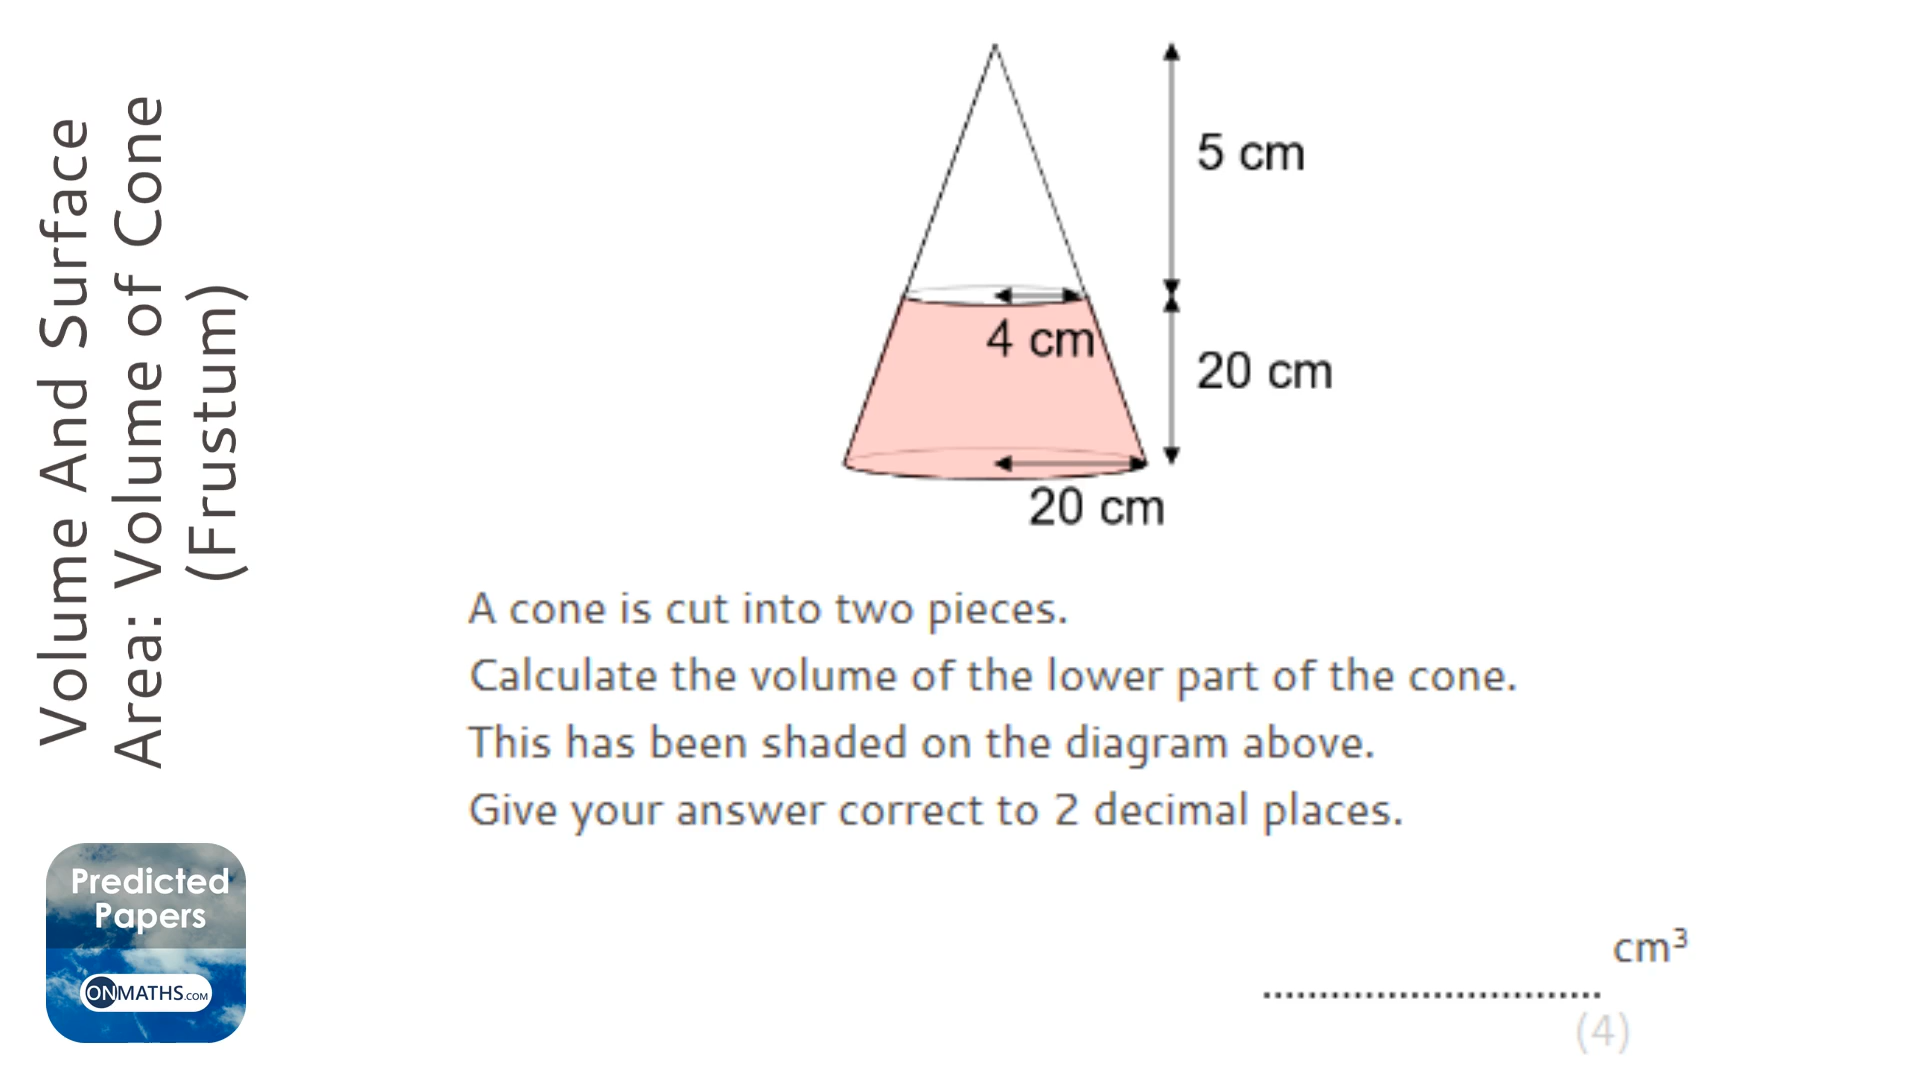 Volume And Surface
Area: Volume of Cone
(Frustum)
5 cm
4 cm
20 cm
20 cm
A cone is cut into two pieces.
Calculate the volume of the lower part of the cone.
This has been shaded on the diagram above.
Give your answer correct to 2 decimal places.
cm³
(4)
Predicted
Papers
ONMATHS.COM